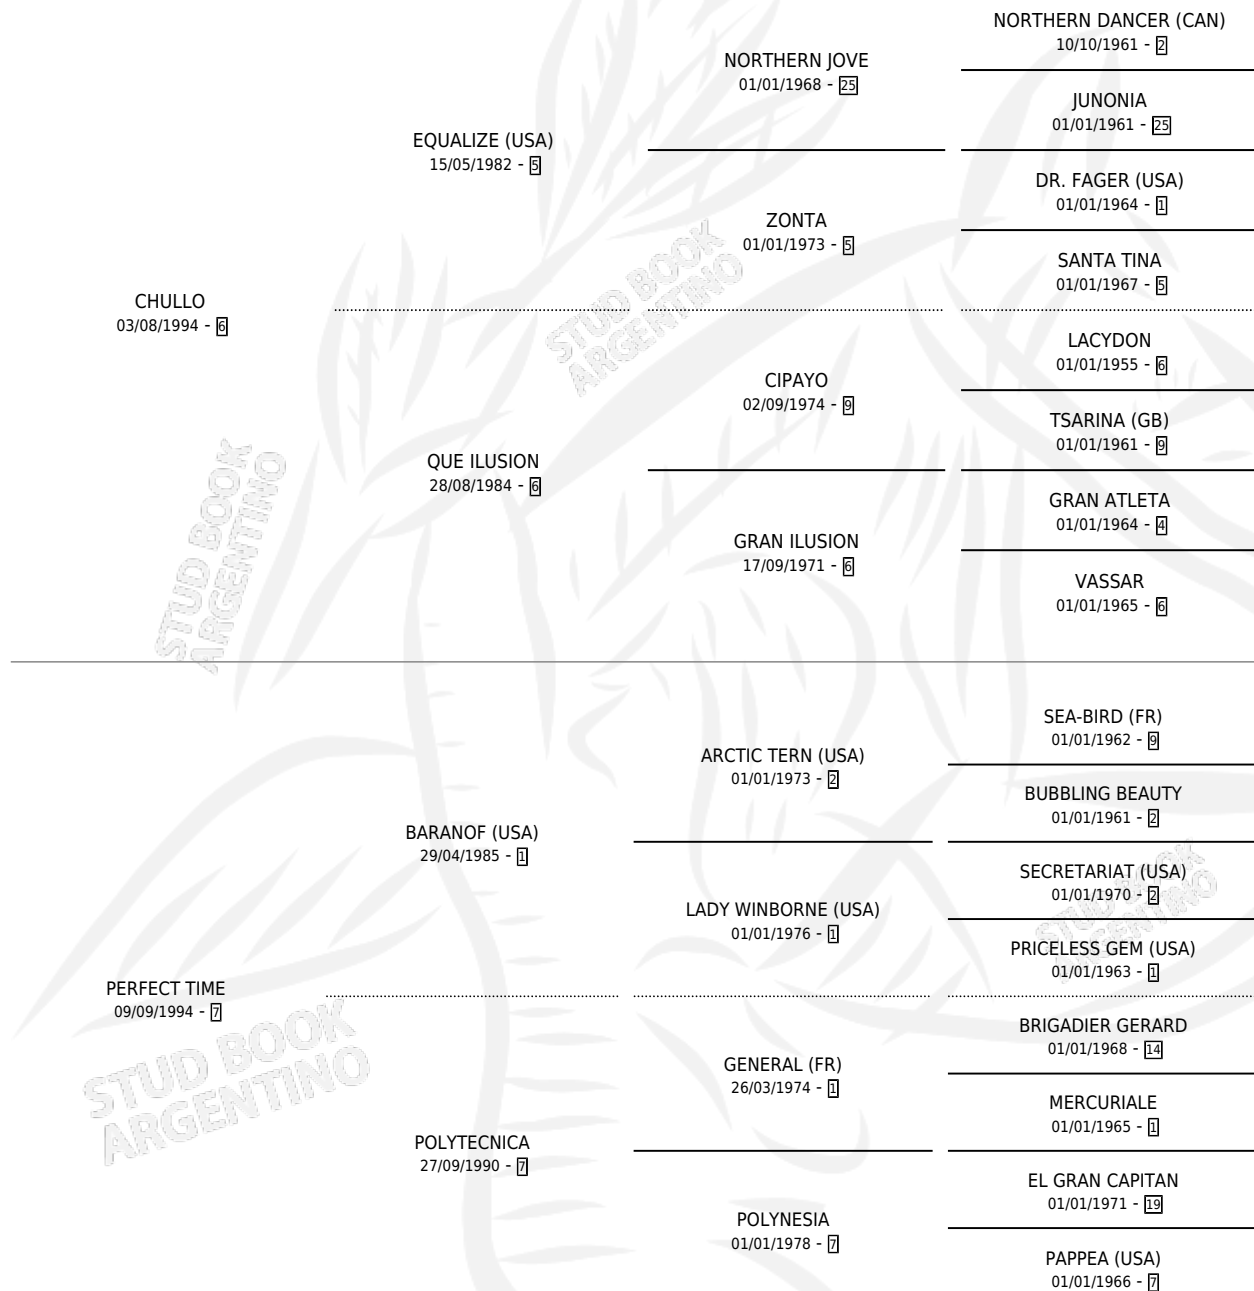 NORTHERN DANCER (CAN)
10/10/1961 - 2
NORTHERN JOVE
01/01/1968 - 25
JUNONIA
01/01/1961 - 25
EQUALIZE (USA)
15/05/1982 - 5
DR. FAGER (USA)
01/01/1964 - 1
ZONTA
01/01/1973 - 5
SANTA TINA
01/01/1967 - 5
STUD BOOK
ARGENTINO
CHULLO
03/08/1994 - 6
LACYDON
01/01/1955 - 6
CIPAYO
02/09/1974 - 9
TSARINA (GB)
01/01/1961 - 9
QUE ILUSION
28/08/1984 - 6
GRAN ATLETA
01/01/1964 - 4
GRAN ILUSION
17/09/1971 - 6
VASSAR
01/01/1965 - 6
STUD BOOK
ARGENTINO
SEA-BIRD (FR)
01/01/1962 - 9
ARCTIC TERN (USA)
01/01/1973 - 2
BUBBLING BEAUTY
01/01/1961 - 2
BARANOF (USA)
29/04/1985 - 1
SECRETARIAT (USA)
01/01/1970 - 2
LADY WINBORNE (USA)
01/01/1976 - 1
PRICELESS GEM (USA)
01/01/1963 - 1
STUD BOOK
ARGENTINO
PERFECT TIME
09/09/1994 - 7
BRIGADIER GERARD
01/01/1968 - 14
GENERAL (FR)
26/03/1974 - 1
MERCURIALE
01/01/1965 - 1
STUD BOOK
ARGENTINO
POLYTECNICA
27/09/1990 - 7
EL GRAN CAPITAN
01/01/1971 - 19
POLYNESIA
01/01/1978 - 7
PAPPEA (USA)
01/01/1966 - 7